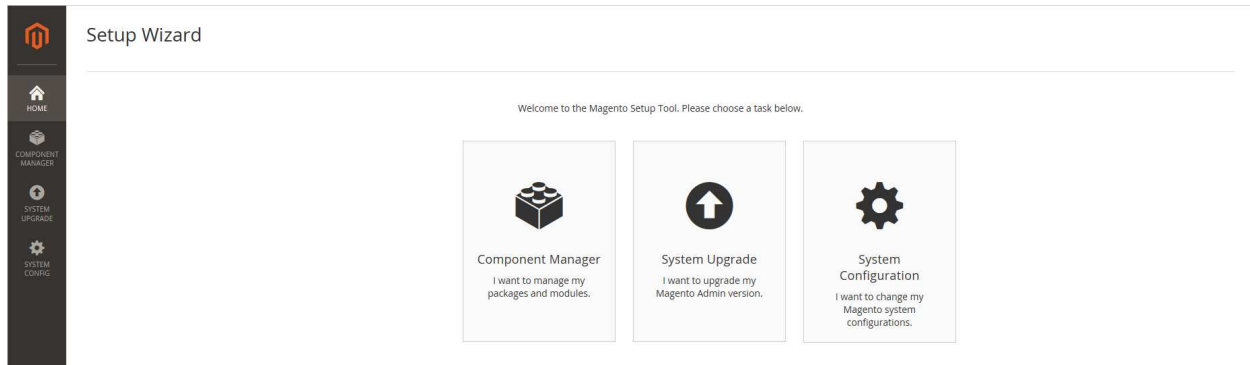 Setup Wizard
HOME
COMPONENT
MANAGER
SYSTEM
UPGRADE
SYSTEM
CONFIG
Welcome to the Magento Setup Tool. Please choose a task below.
Component Manager
I want to manage my
packages and modules.
System Upgrade
I want to upgrade my
Magento Admin version.
System
Configuration
I want to change my
Magento system
configurations.